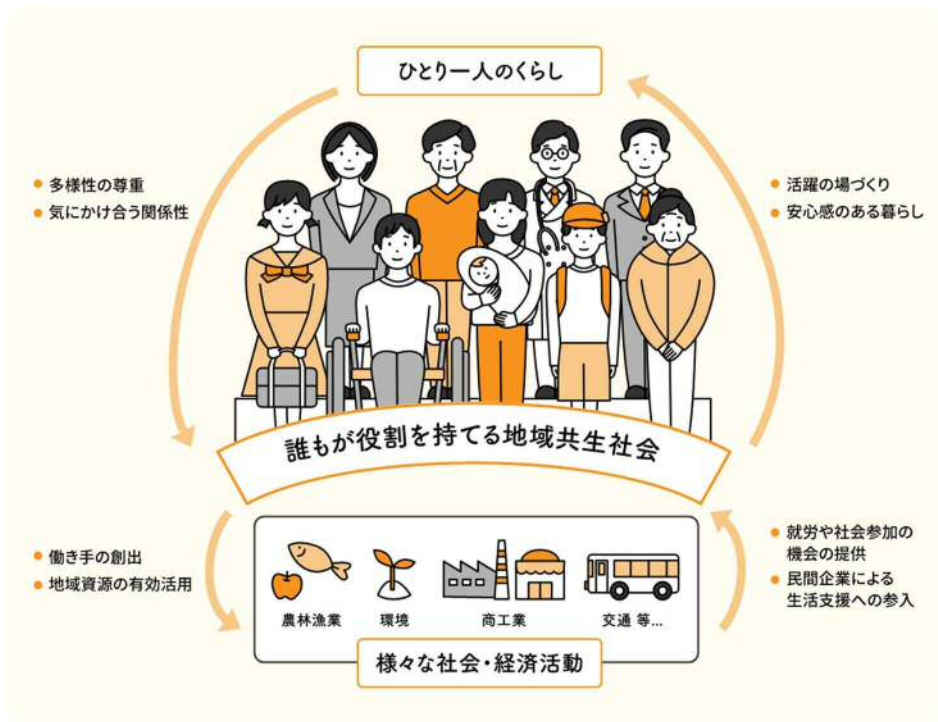 ひとり一人のくらし
多様性の尊重
気にかけ合う関係性
活躍の場づくり
安心感のある暮らし
誰もが役割を持てる地域共生社会
働き手の創出
地域資源の有効活用
就労や社会参加の
機会の提供
民間企業による
生活支援への参入
農林漁業
環境
商工業
交通 等...
様々な社会・経済活動